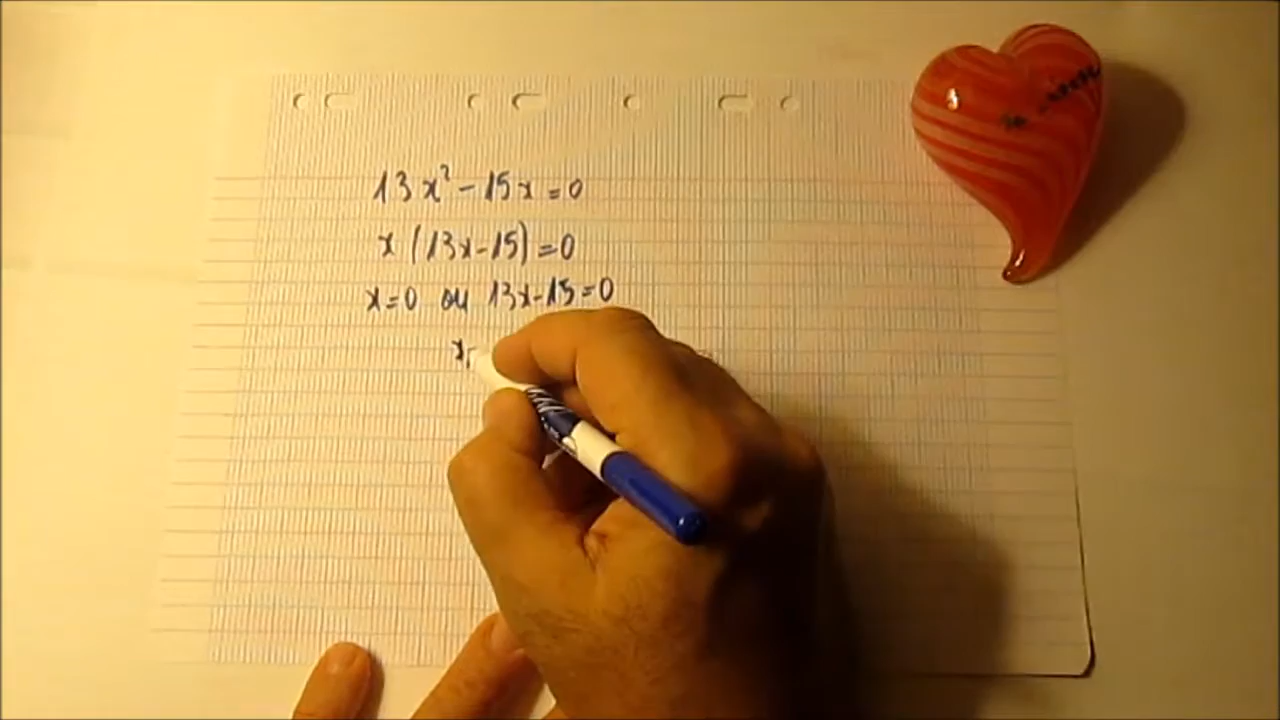 13x² - 15x = 0
x (13x - 15) = 0
x = 0 ou 13x - 15 = 0
x